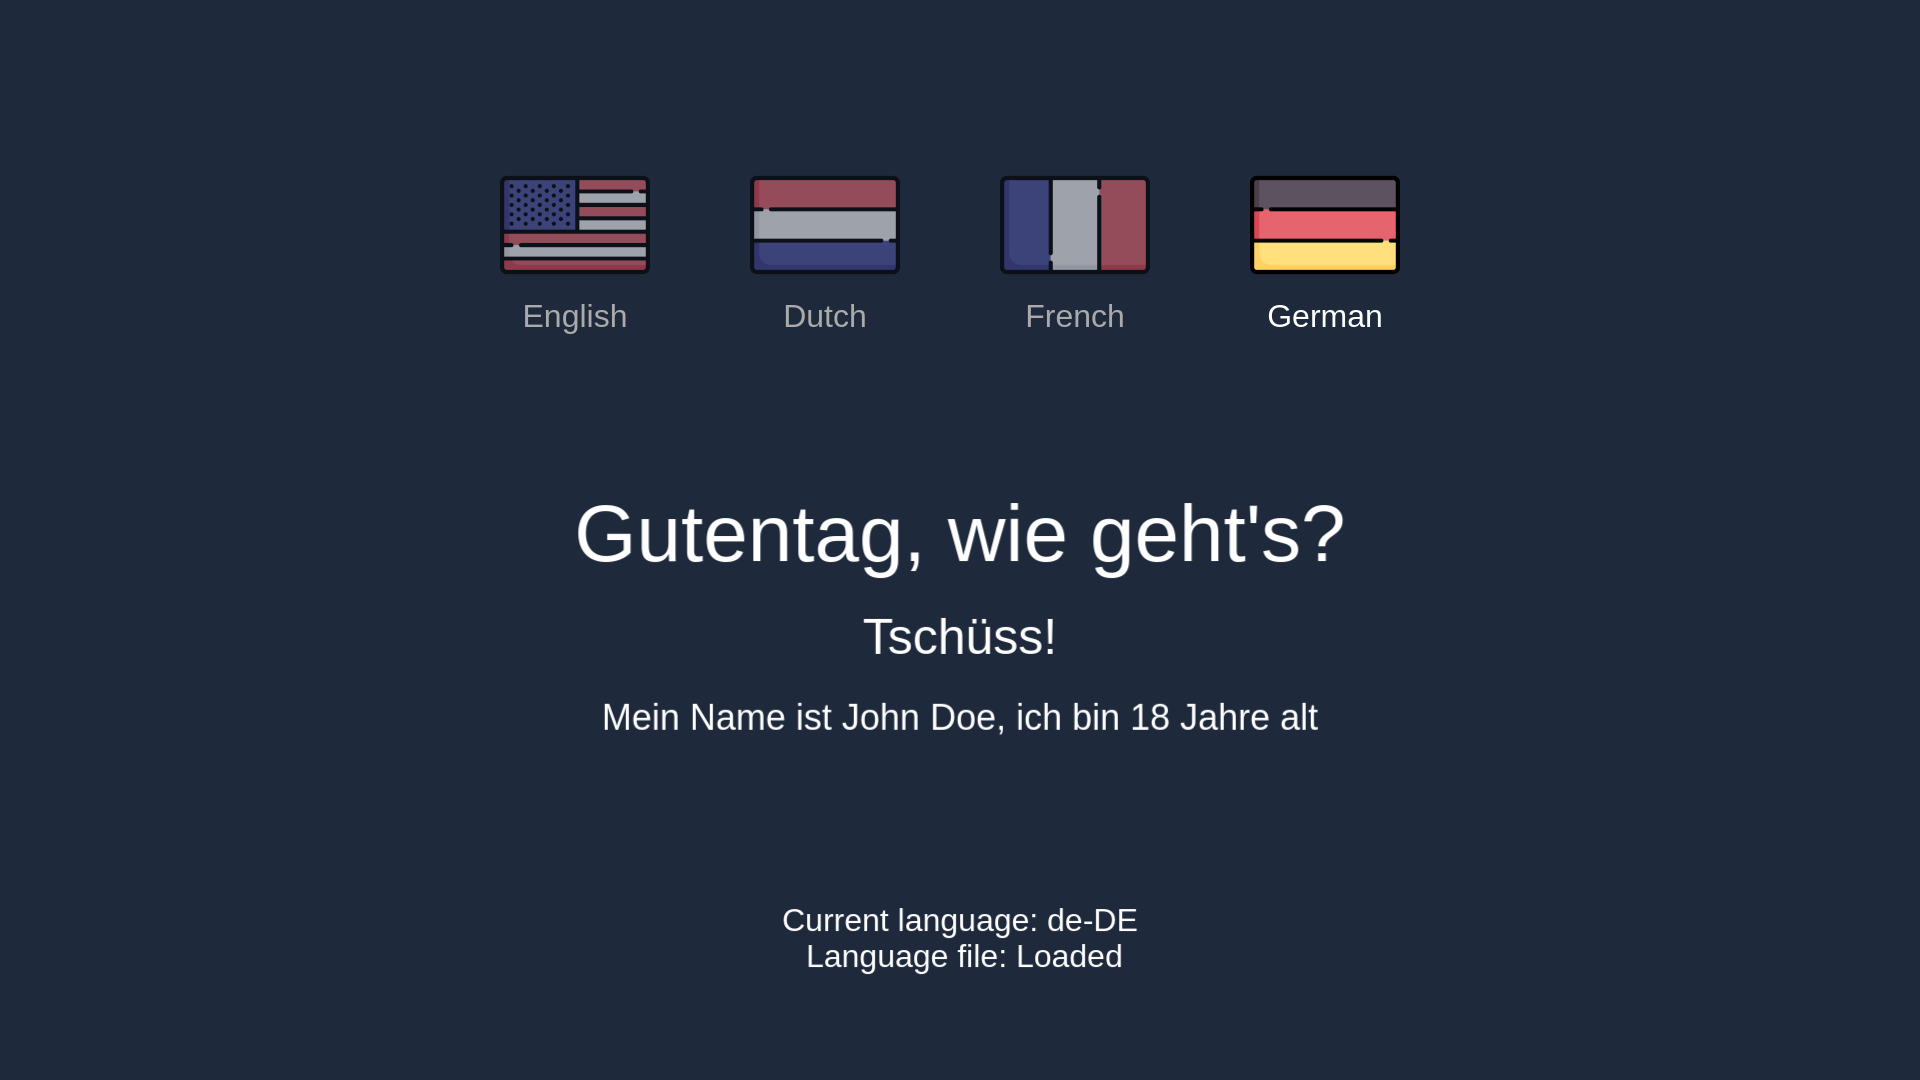 English
Dutch
French
German
Gutentag, wie geht's?
Tschüss!
Mein Name ist John Doe, ich bin 18 Jahre alt
Current language: de-DE
Language file: Loaded